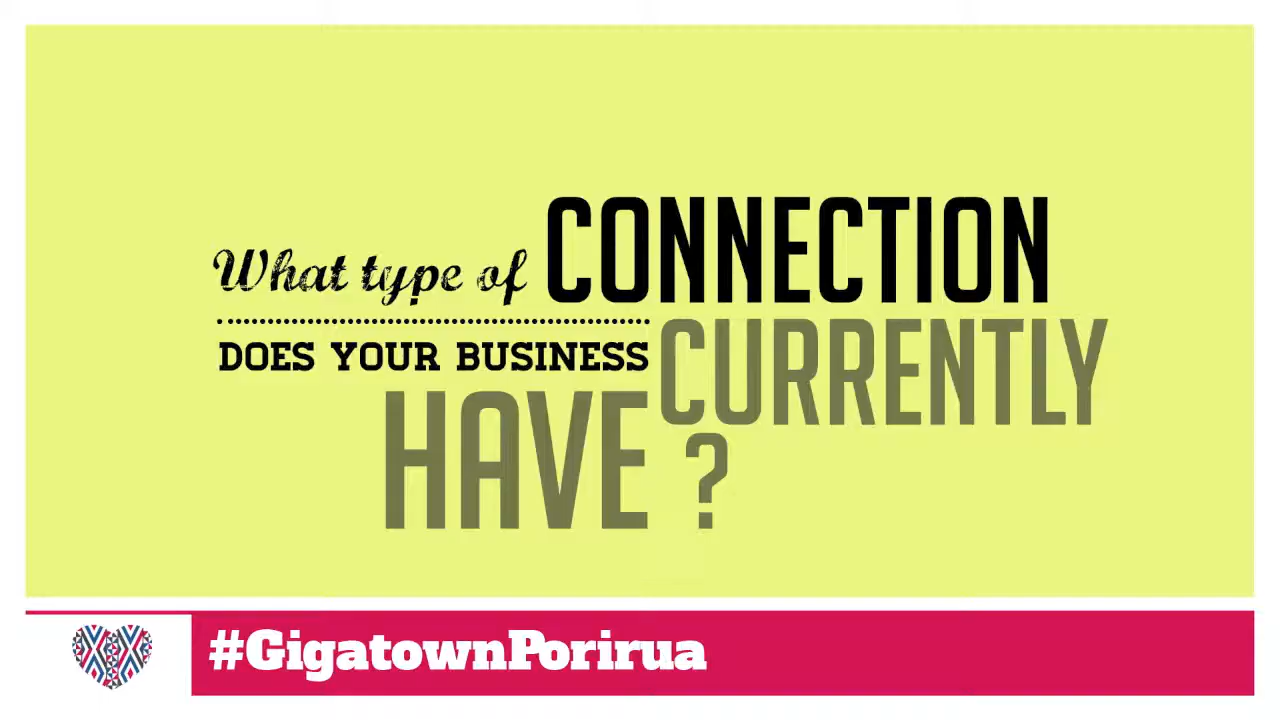 What type of CONNECTION
DOES YOUR BUSINESS CURRENTLY
HAVE ?
#GigatownPorirua